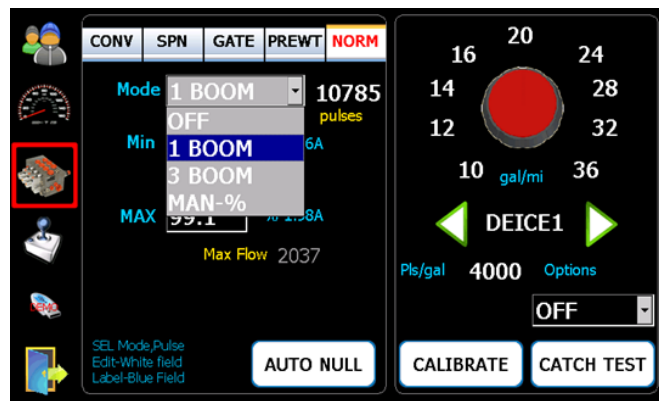 CONV SPN GATE PREWT NORM
Mode 1 BOOM 10785
pulses
OFF
Min 1 BOOM 6A
3 BOOM
MAN-%
MAX 99.1 % 1.38A
Max Flow 2037
SEL Mode,Pulse
Edit-White field
Label-Blue Field
AUTO NULL
20
16 24
14 28
12 32
10 gal/mi 36
DEICE1
Pls/gal 4000 Options
OFF
CALIBRATE CATCH TEST
DEMO